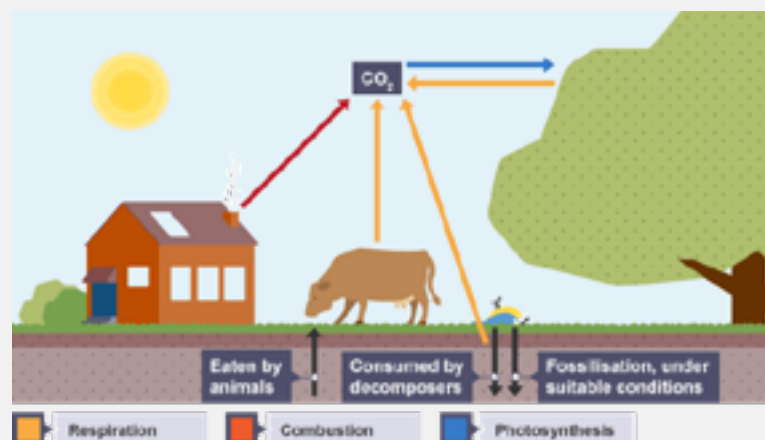 CO₂
Eaten by
animals
Consumed by
decomposers
Fossilisation, under
suitable conditions
Respiration
Combustion
Photosynthesis